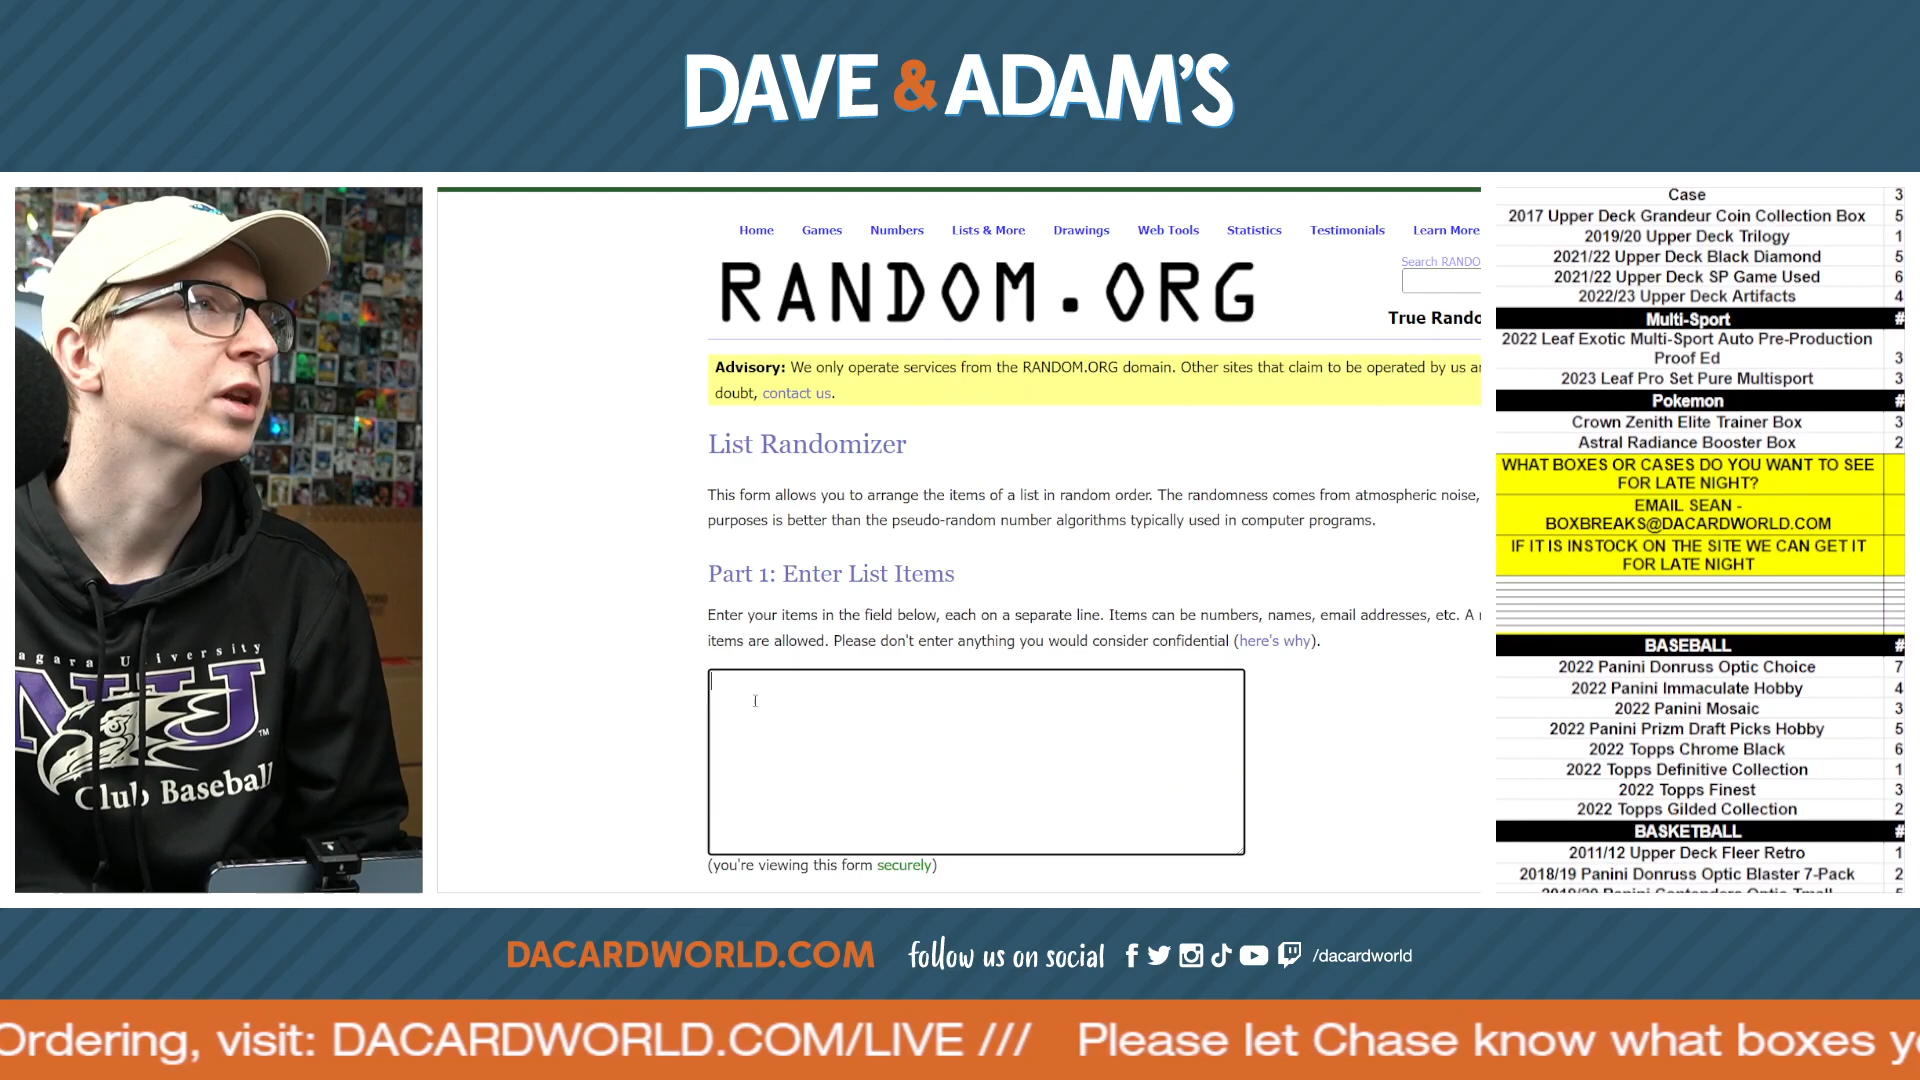 DAVE & ADAM'S
agara University
NU
TM
Club Baseball
Home Games Numbers Lists & More Drawings Web Tools Statistics Testimonials Learn More
RANDOM.ORG
Search RANDO
True Rando
Advisory: We only operate services from the RANDOM.ORG domain. Other sites that claim to be operated by us a
doubt, contact us.
List Randomizer
This form allows you to arrange the items of a list in random order. The randomness comes from atmospheric noise,
purposes is better than the pseudo-random number algorithms typically used in computer programs.
Part 1: Enter List Items
Enter your items in the field below, each on a separate line. Items can be numbers, names, email addresses, etc. A
items are allowed. Please don't enter anything you would consider confidential (here's why).
(you're viewing this form securely)
Case 3
2017 Upper Deck Grandeur Coin Collection Box 5
2019/20 Upper Deck Trilogy 1
2021/22 Upper Deck Black Diamond 5
2021/22 Upper Deck SP Game Used 6
2022/23 Upper Deck Artifacts 4
Multi-Sport #
2022 Leaf Exotic Multi-Sport Auto Pre-Production
Proof Ed 3
2023 Leaf Pro Set Pure Multisport 3
Pokemon #
Crown Zenith Elite Trainer Box 3
Astral Radiance Booster Box 2
WHAT BOXES OR CASES DO YOU WANT TO SEE
FOR LATE NIGHT?
EMAIL SEAN -
BOXBREAKS@DACARDWORLD.COM
IF IT IS INSTOCK ON THE SITE WE CAN GET IT
FOR LATE NIGHT
BASEBALL #
2022 Panini Donruss Optic Choice 7
2022 Panini Immaculate Hobby 4
2022 Panini Mosaic 3
2022 Panini Prizm Draft Picks Hobby 5
2022 Topps Chrome Black 6
2022 Topps Definitive Collection 1
2022 Topps Finest 3
2022 Topps Gilded Collection 2
BASKETBALL #
2011/12 Upper Deck Fleer Retro 1
2018/19 Panini Donruss Optic Blaster 7-Pack 2
DACARDWORLD.COM follow us on social /dacardworld
Ordering, visit: DACARDWORLD.COM/LIVE /// Please let Chase know what boxes y